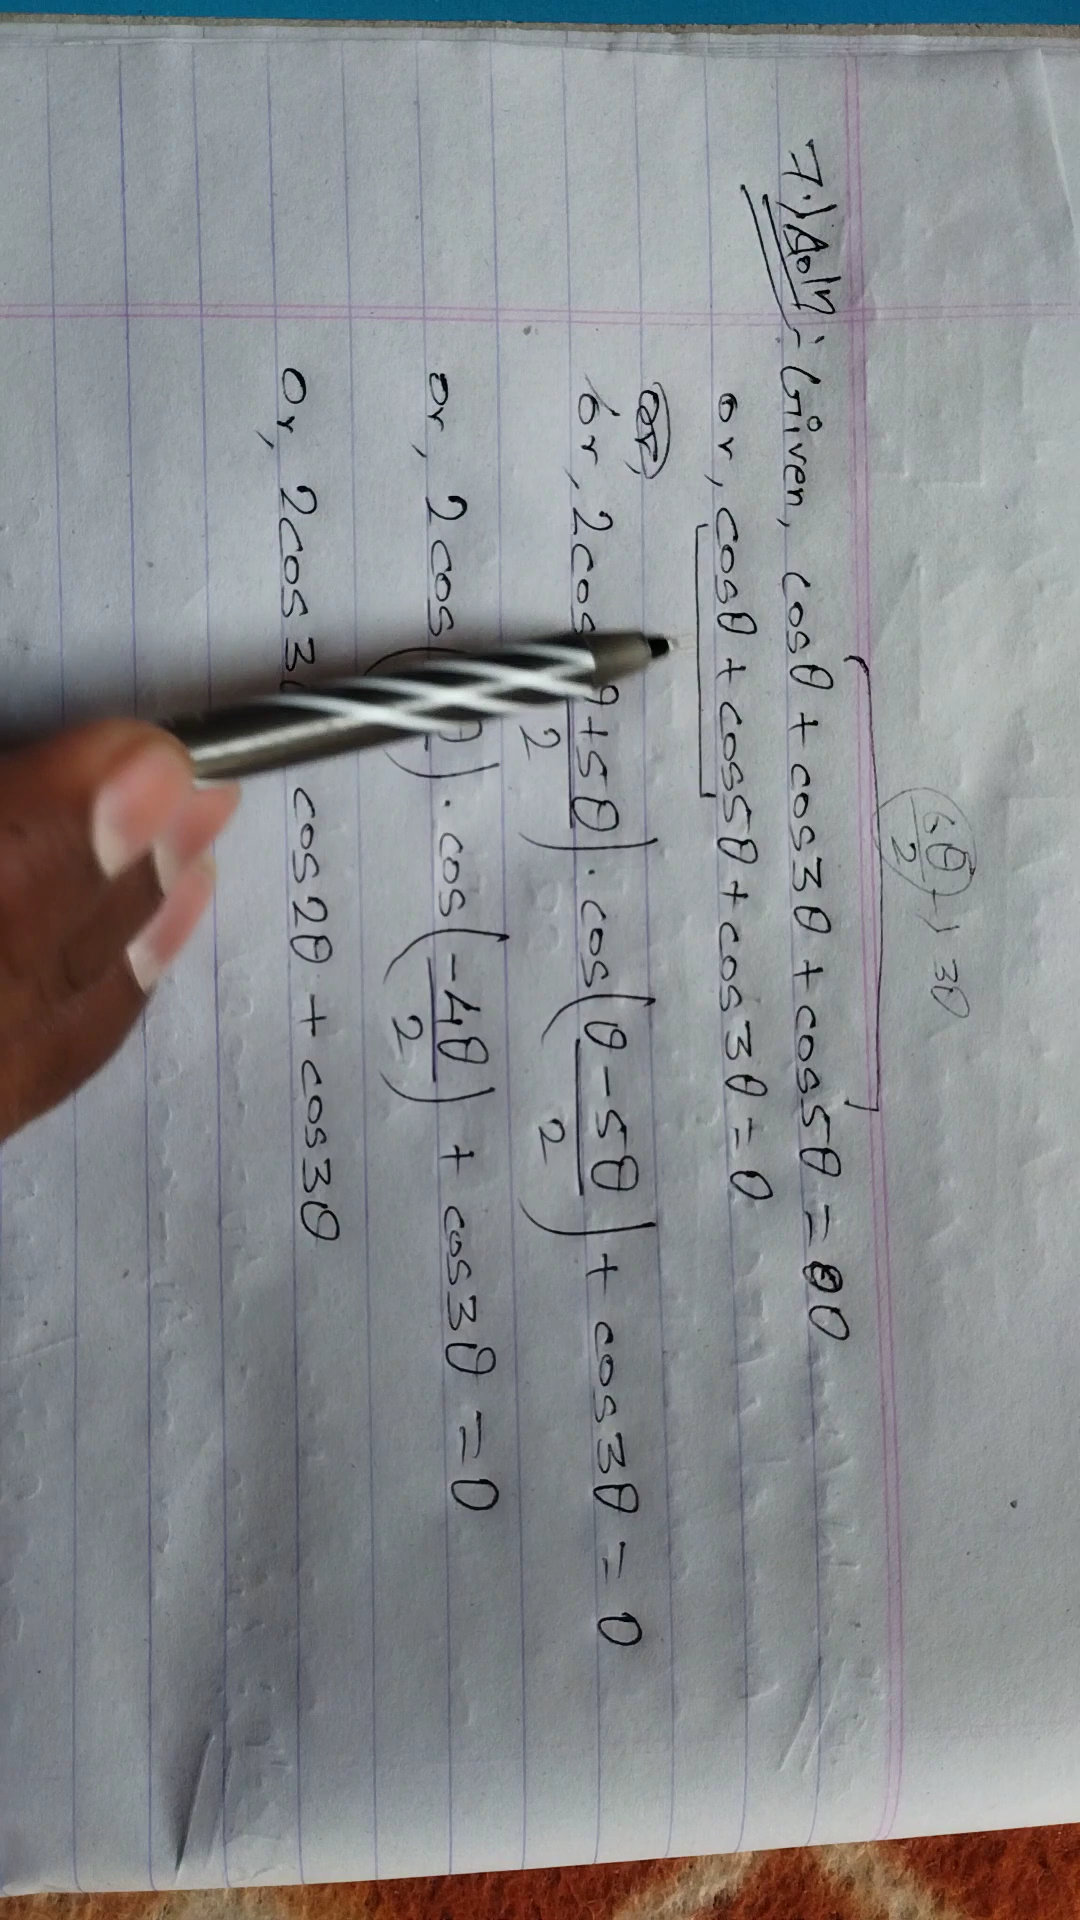 6θ/2 → 3θ
7.) Soln :- Given, cosθ + cos3θ + cos5θ = 0
or, cosθ + cos5θ + cos3θ = 0
or,
or, 2cos θ+5θ/2) . cos(θ-5θ/2) + cos3θ = 0
or, 2cos( θ). cos(-4θ/2) + cos3θ = 0
or, 2cos3 cos2θ + cos3θ